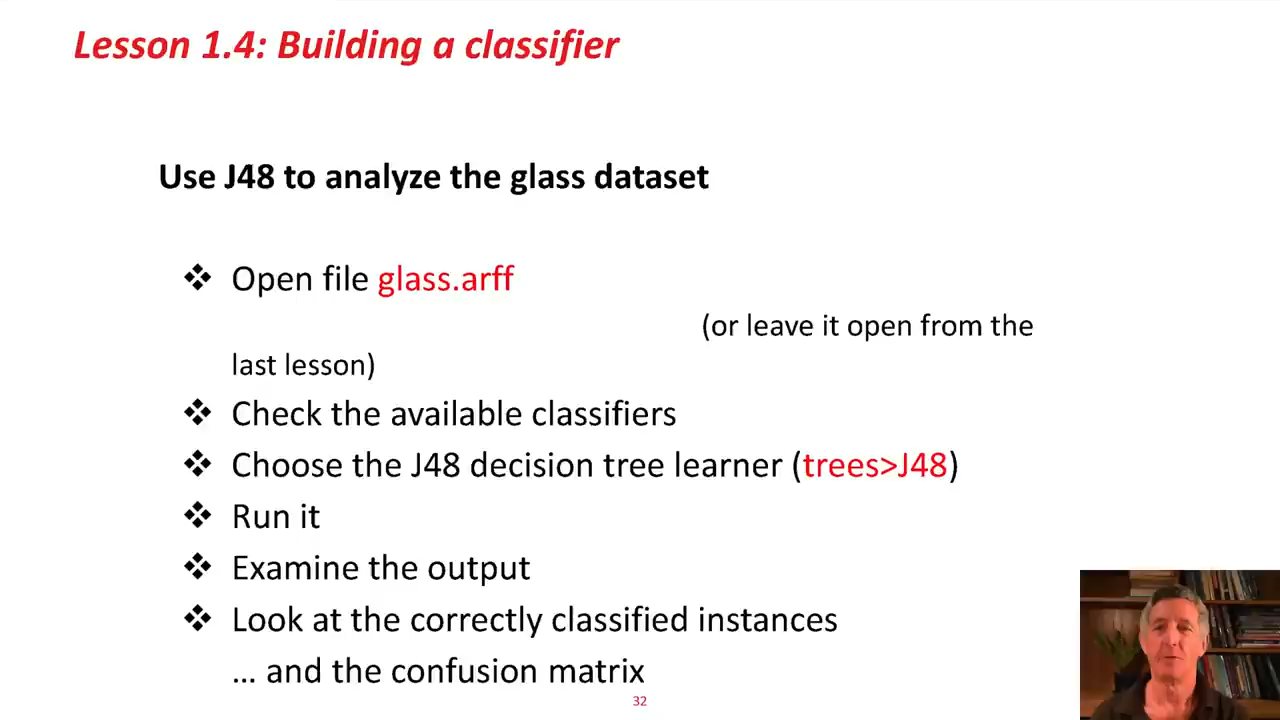 Lesson 1.4: Building a classifier
Use J48 to analyze the glass dataset
❖ Open file glass.arff
(or leave it open from the
last lesson)
❖ Check the available classifiers
❖ Choose the J48 decision tree learner (trees>J48)
❖ Run it
❖ Examine the output
❖ Look at the correctly classified instances
... and the confusion matrix
32